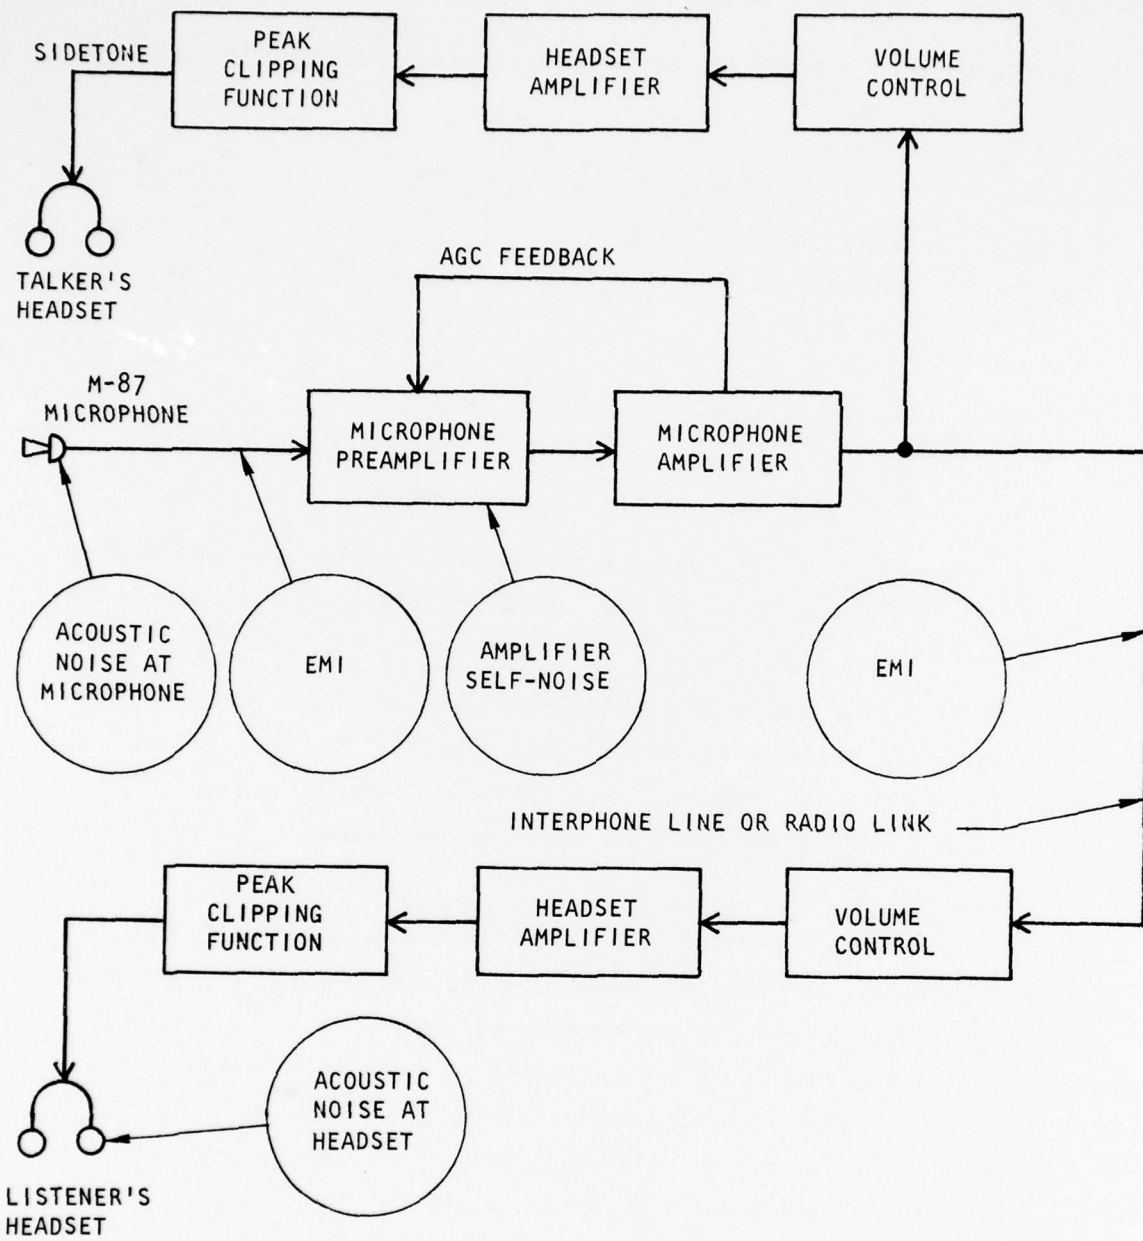 SIDETONE
PEAK
CLIPPING
FUNCTION
HEADSET
AMPLIFIER
VOLUME
CONTROL
TALKER'S
HEADSET
AGC FEEDBACK
M-87
MICROPHONE
MICROPHONE
PREAMPLIFIER
MICROPHONE
AMPLIFIER
ACOUSTIC
NOISE AT
MICROPHONE
EMI
AMPLIFIER
SELF-NOISE
EMI
INTERPHONE LINE OR RADIO LINK
PEAK
CLIPPING
FUNCTION
HEADSET
AMPLIFIER
VOLUME
CONTROL
ACOUSTIC
NOISE AT
HEADSET
LISTENER'S
HEADSET